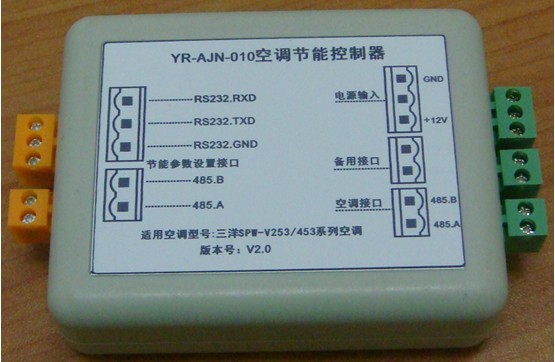 YR-AJN-010空调节能控制器
RS232.RXD
RS232.TXD
RS232.GND
节能参数设置接口
485.B
485.A
GND
电源输入
+12V
备用接口
空调接口
485.B
485.A
适用空调型号:三洋SPW-V253/453系列空调
版本号: V2.0